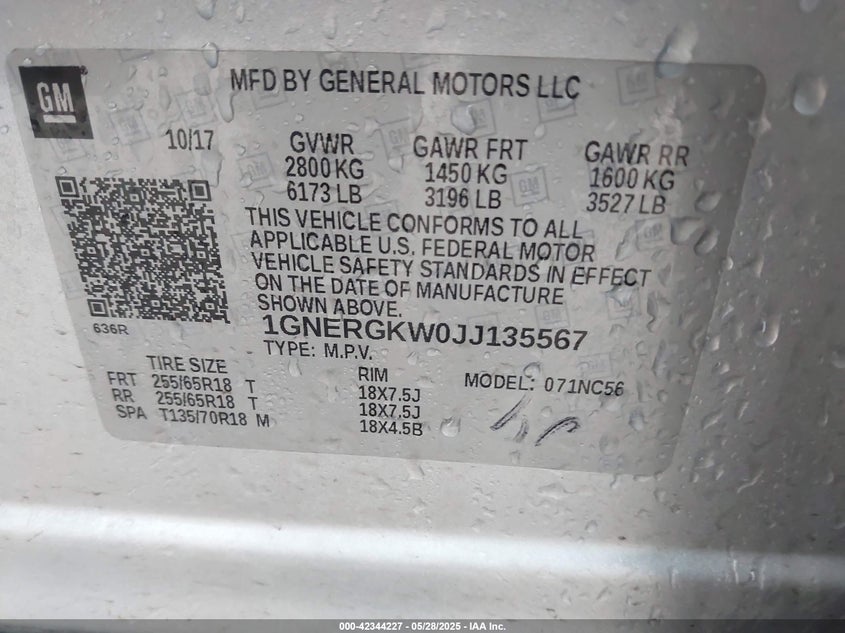 GM
MFD BY GENERAL MOTORS LLC
10/17
GVWR
2800 KG
6173 LB
GAWR FRT
1450 KG
3196 LB
GAWR RR
1600 KG
3527 LB
THIS VEHICLE CONFORMS TO ALL
APPLICABLE U.S. FEDERAL MOTOR
VEHICLE SAFETY STANDARDS IN EFFECT
ON THE DATE OF MANUFACTURE
SHOWN ABOVE.
636R
1GNERGKW0JJ135567
TYPE: M.P.V.
TIRE SIZE
FRT 255/65R18 T
RR 255/65R18 T
SPA T135/70R18 M
RIM
18X7.5J
18X7.5J
18X4.5B
MODEL: 071NC56
000-42344227 - 05/28/2025 - IAA Inc.